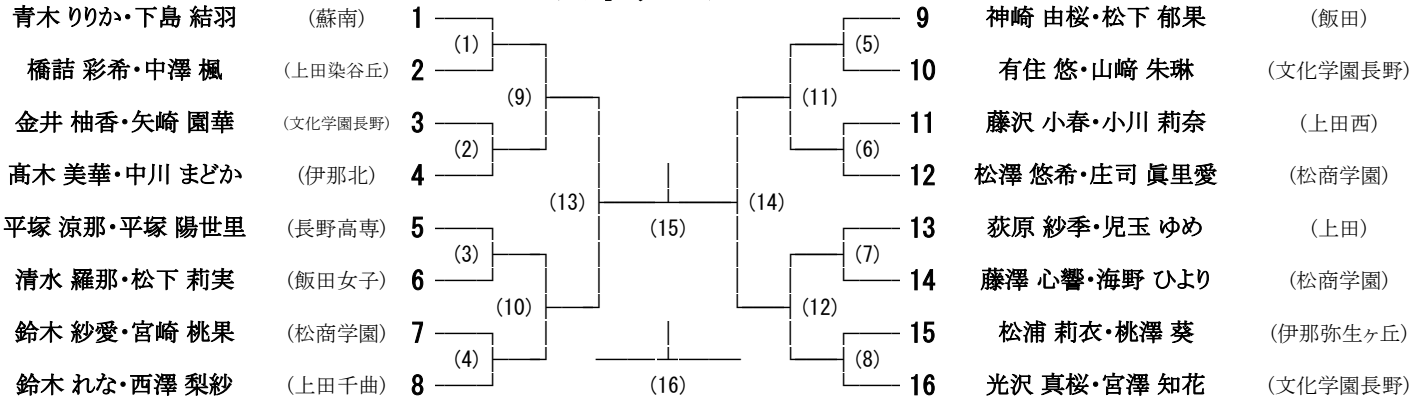 青木 りりか・下島 結羽 (蘇南) 1
(1)
橋詰 彩希・中澤 楓 (上田染谷丘) 2
(9)
金井 柚香・矢崎 園華 (文化学園長野) 3
(2)
髙木 美華・中川 まどか (伊那北) 4
(13)
平塚 涼那・平塚 陽世里 (長野高専) 5
(3)
清水 羅那・松下 莉実 (飯田女子) 6
(10)
鈴木 紗愛・宮崎 桃果 (松商学園) 7
(4)
鈴木 れな・西澤 梨紗 (上田千曲) 8
(15)
(16)
9 神崎 由桜・松下 郁果 (飯田)
(5)
10 有住 悠・山﨑 朱琳 (文化学園長野)
(11)
11 藤沢 小春・小川 莉奈 (上田西)
(6)
12 松澤 悠希・庄司 眞里愛 (松商学園)
(14)
13 荻原 紗季・児玉 ゆめ (上田)
(7)
14 藤澤 心響・海野 ひより (松商学園)
(12)
15 松浦 莉衣・桃澤 葵 (伊那弥生ヶ丘)
(8)
16 光沢 真桜・宮澤 知花 (文化学園長野)